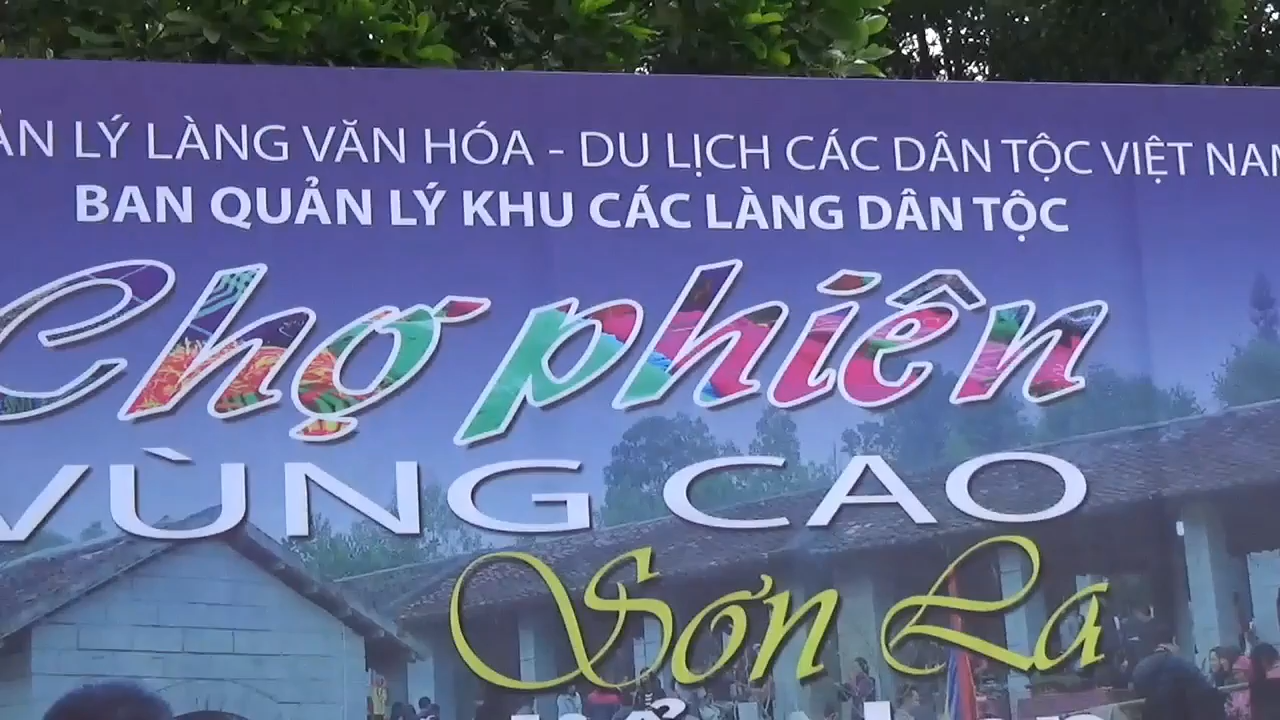 LÝ LÀNG VĂN HÓA - DU LỊCH CÁC DÂN TỘC VIỆT NAM
BAN QUẢN LÝ KHU CÁC LÀNG DÂN TỘC
Chợ phiên
VÙNG CAO
Sơn La